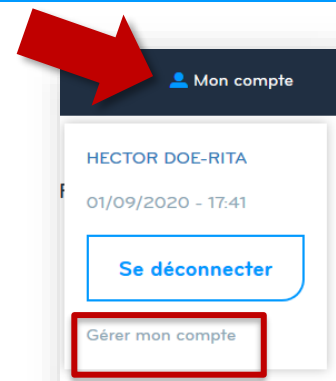 Mon compte
HECTOR DOE-RITA
01/09/2020 - 17:41
Se déconnecter
Gérer mon compte